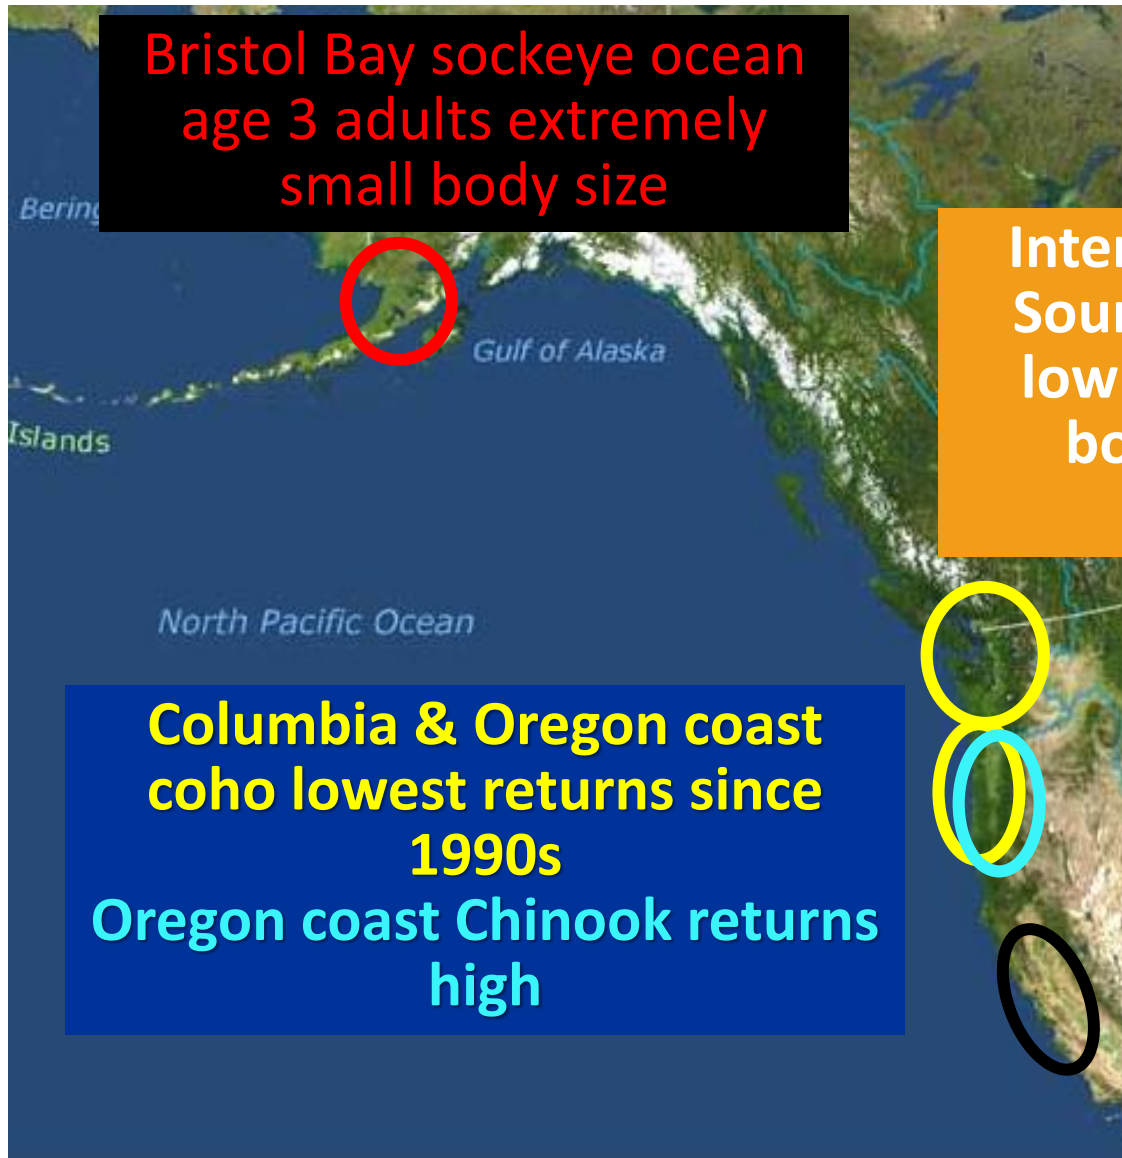 Bristol Bay sockeye ocean
age 3 adults extremely
small body size
Bering
Gulf of Alaska
Islands
North Pacific Ocean
Columbia & Oregon coast
coho lowest returns since
1990s
Oregon coast Chinook returns
high
low